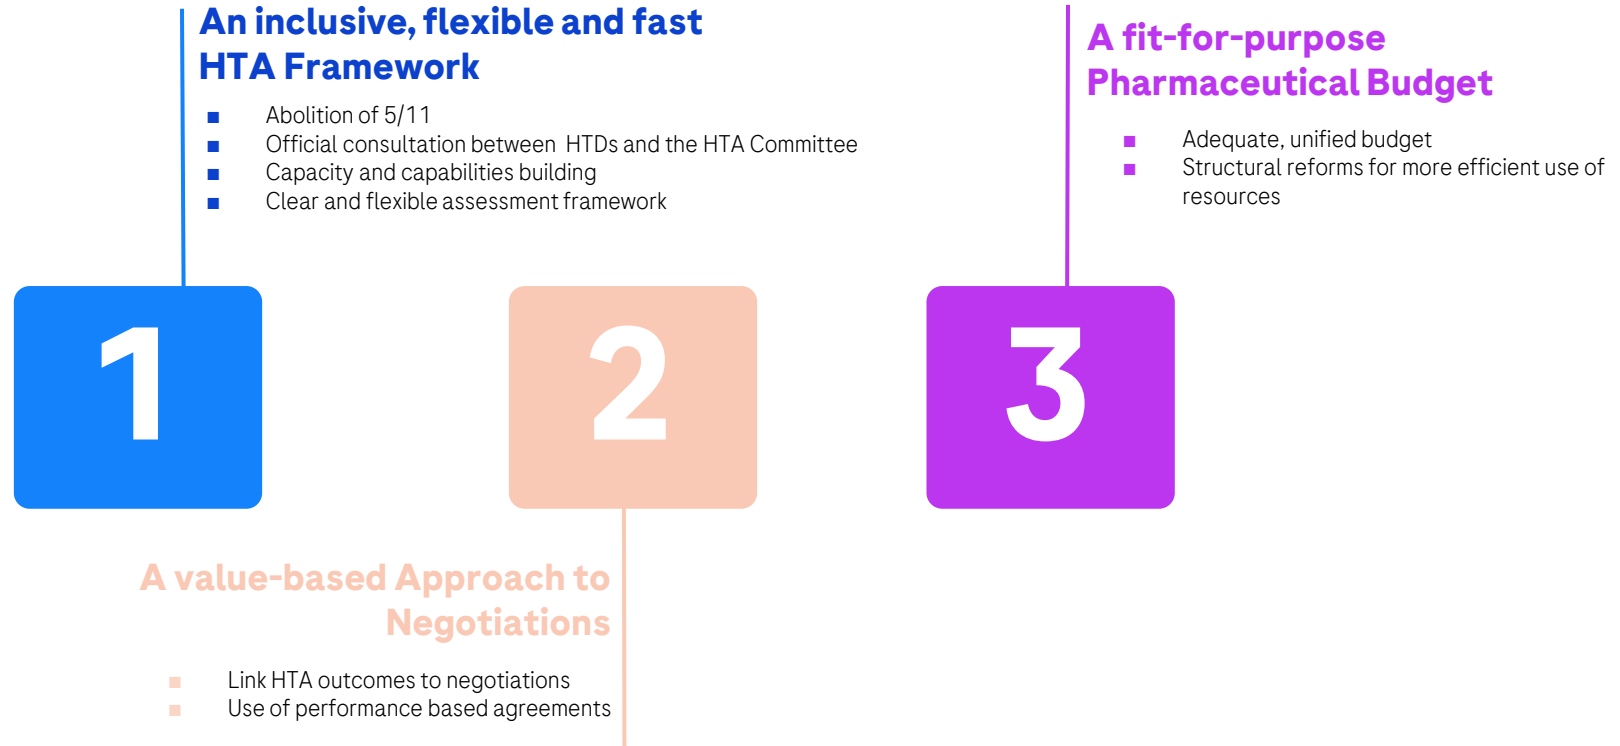 An inclusive, flexible and fast
HTA Framework
■ Abolition of 5/11
■ Official consultation between HTDs and the HTA Committee
■ Capacity and capabilities building
■ Clear and flexible assessment framework
A fit-for-purpose
Pharmaceutical Budget
■ Adequate, unified budget
■ Structural reforms for more efficient use of
resources
1
2
3
A value-based Approach to
Negotiations
■ Link HTA outcomes to negotiations
■ Use of performance based agreements